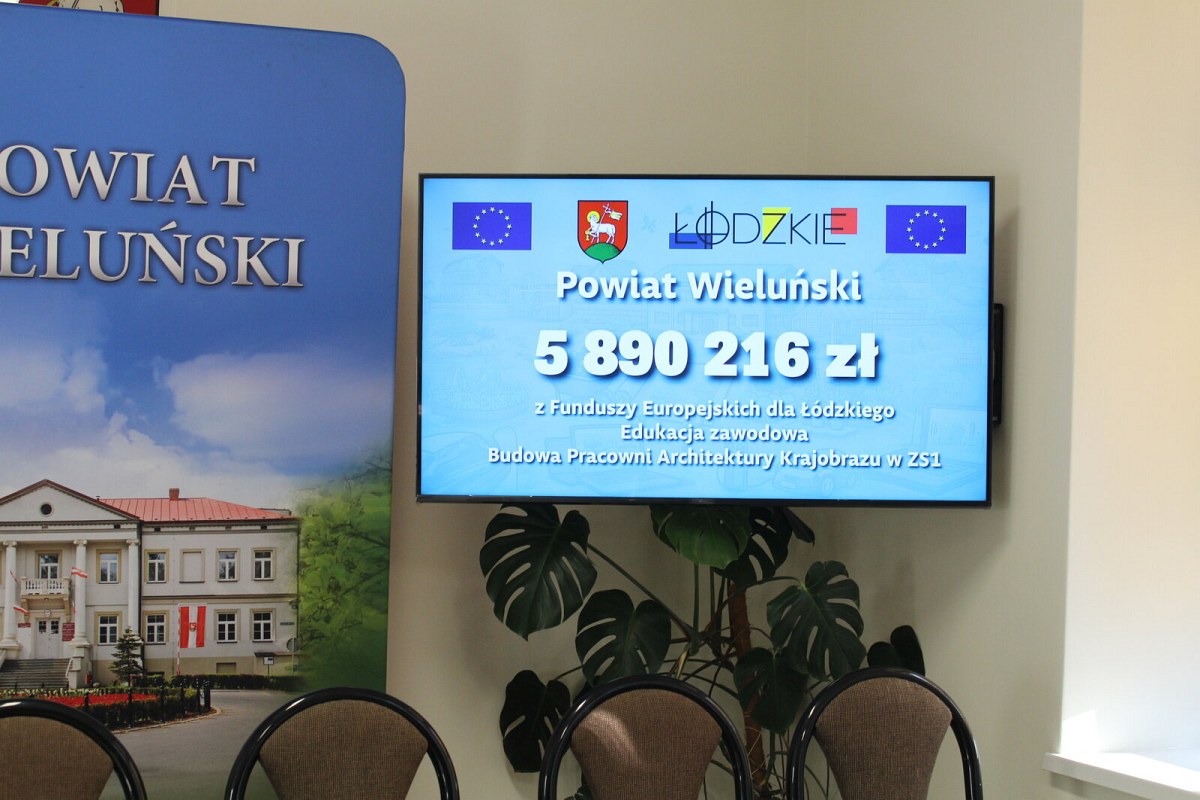 OWIAT
ELUŃSKI
ŁÓDZKIE
Powiat Wieluński
5 890 216 zł
z Funduszy Europejskich dla Łódzkiego
Edukacja zawodowa
Budowa Pracowni Architektury Krajobrazu w ZS1